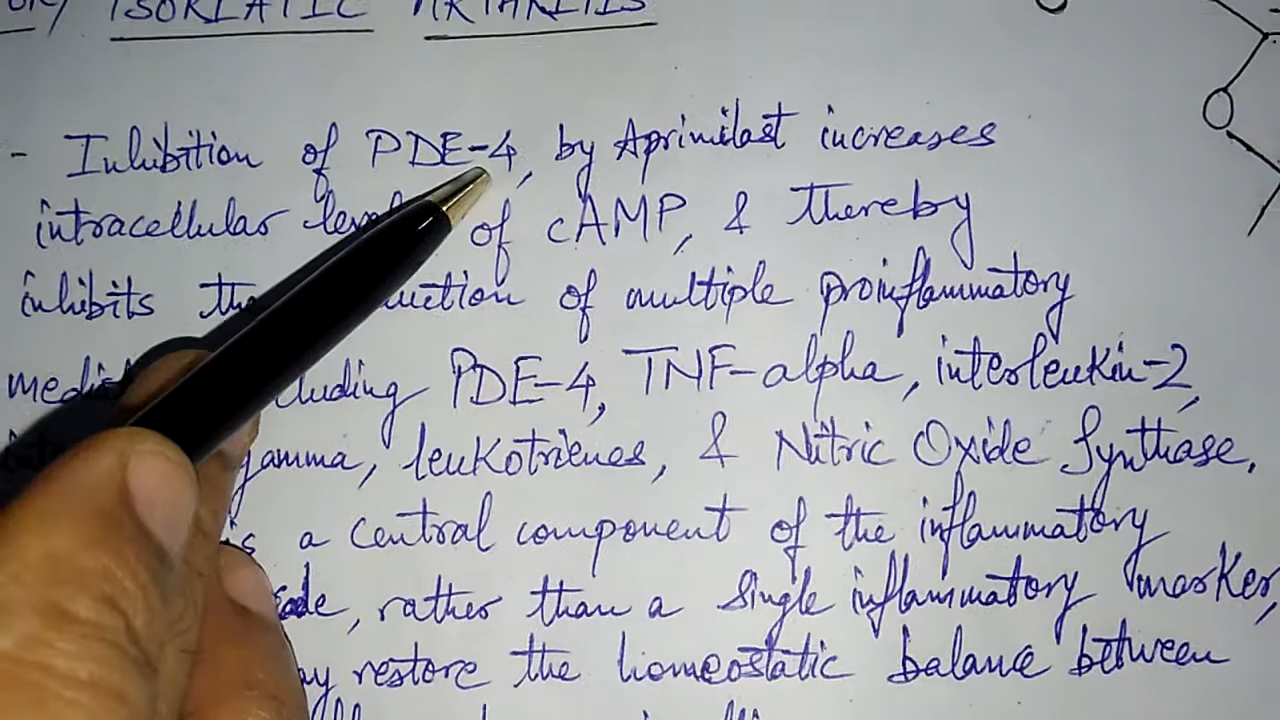 ISORIATIC ARTHRITIS
- Inhibition of PDE-4, by Aprimilast increases
intracellular of cAMP, & thereby
inhibits of multiple proinflammatory
PDE-4, TNF-alpha, interleukin-2,
gamma, leukotrienes, & Nitric Oxide Synthase.
is a central component of the inflammatory
rather than a single inflammatory marker,
restore the homeostatic balance between
O
O